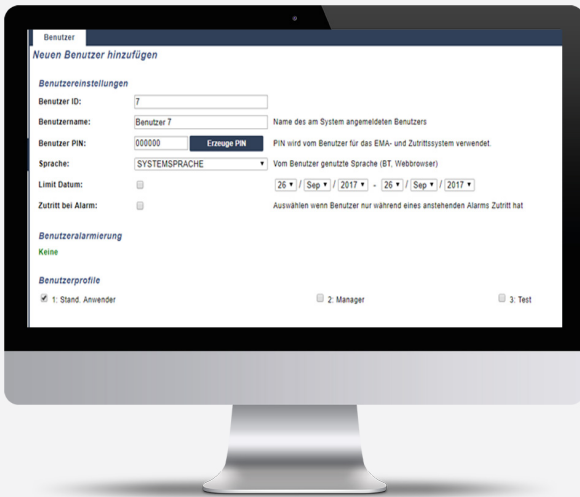 Benutzer
Neuen Benutzer hinzufügen
Benutzereinstellungen
Benutzer ID: 7
Benutzername: Benutzer 7 Name des am System angemeldeten Benutzers
Benutzer PIN: 000000 Erzeuge PIN PIN wird vom Benutzer für das EMA- und Zutrittssystem verwendet.
Sprache: SYSTEMSPRACHE Vom Benutzer genutzte Sprache (BT, Webbrowser)
Limit Datum: 26 / Sep / 2017 - 26 / Sep / 2017
Zutritt bei Alarm: Auswählen wenn Benutzer nur während eines anstehenden Alarms Zutritt hat
Benutzeralarmierung
Keine
Benutzerprofile
1: Stand. Anwender 2: Manager 3: Test